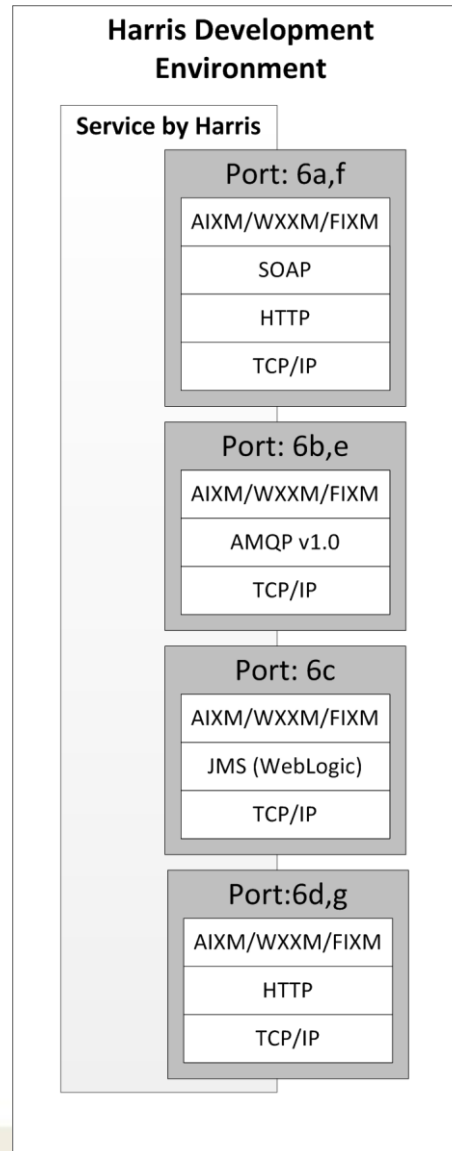 Harris Development
Environment
Service by Harris
Port: 6a,f
AIXM/WXXM/FIXM
SOAP
HTTP
TCP/IP
Port: 6b,e
AIXM/WXXM/FIXM
AMQP v1.0
TCP/IP
Port: 6c
AIXM/WXXM/FIXM
JMS (WebLogic)
TCP/IP
Port:6d,g
AIXM/WXXM/FIXM
HTTP
TCP/IP